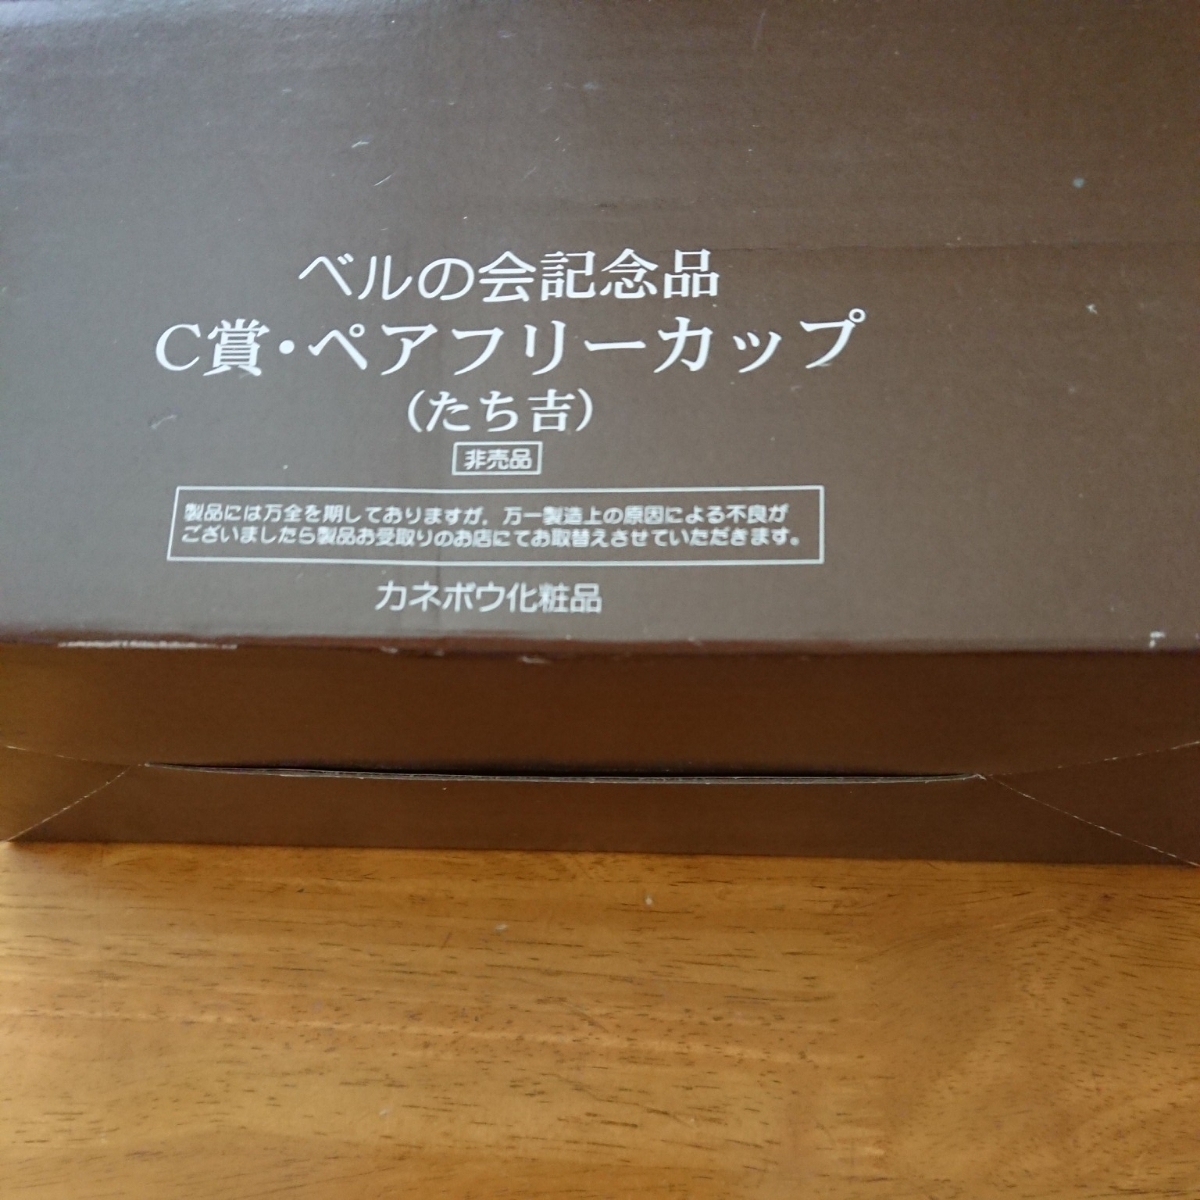 ベルの会記念品
C賞・ペアフリーカップ
(たち吉)
非売品
製品には万全を期しておりますが、万一製造上の原因による不良が
ございましたら製品お受取りのお店にてお取替えさせていただきます。
カネボウ化粧品